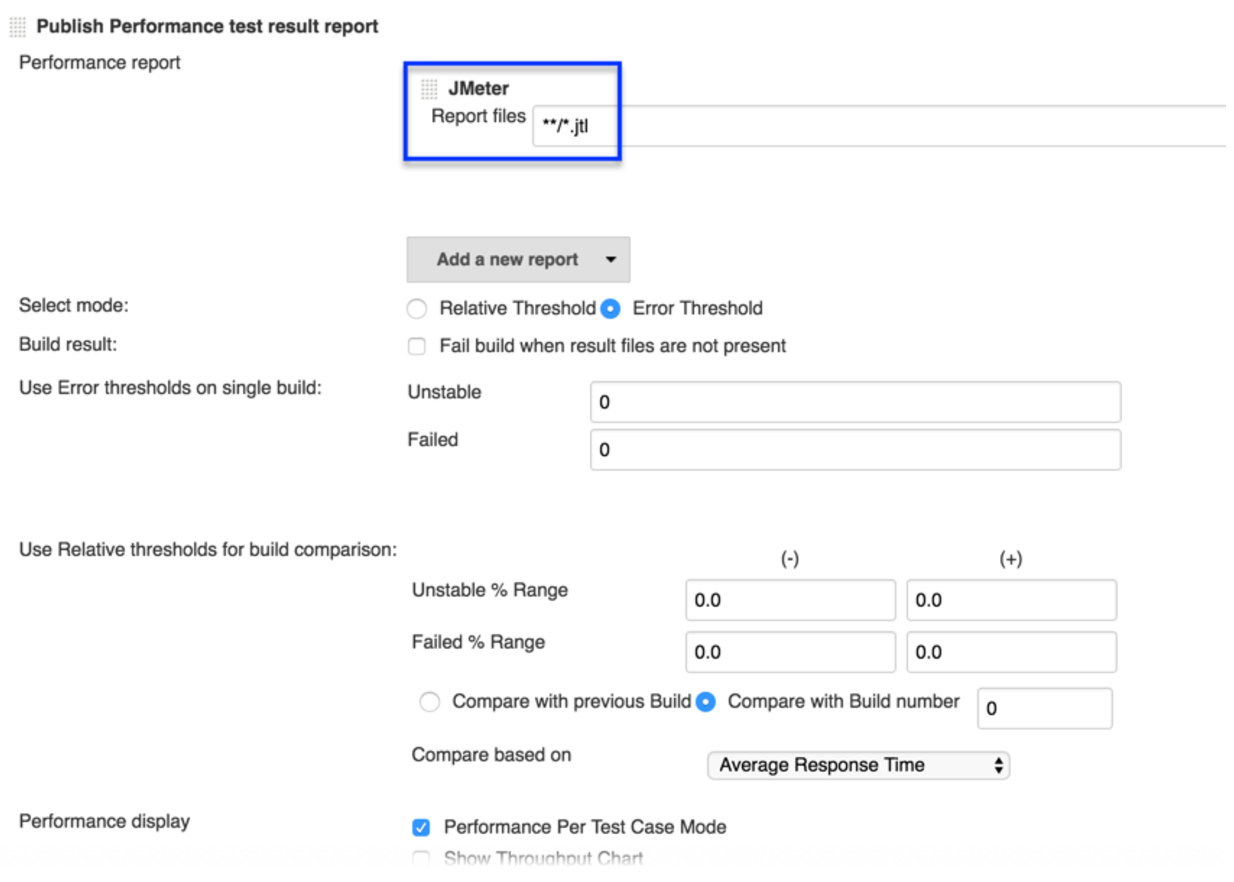 Publish Performance test result report
Performance report
JMeter
Report files **/*.jtl
Add a new report
Select mode: Relative Threshold Error Threshold
Build result: Fail build when result files are not present
Use Error thresholds on single build: Unstable 0
Failed 0
Use Relative thresholds for build comparison:
(-) (+)
Unstable % Range 0.0 0.0
Failed % Range 0.0 0.0
Compare with previous Build Compare with Build number 0
Compare based on Average Response Time
Performance display Performance Per Test Case Mode
Show Throughput Chart